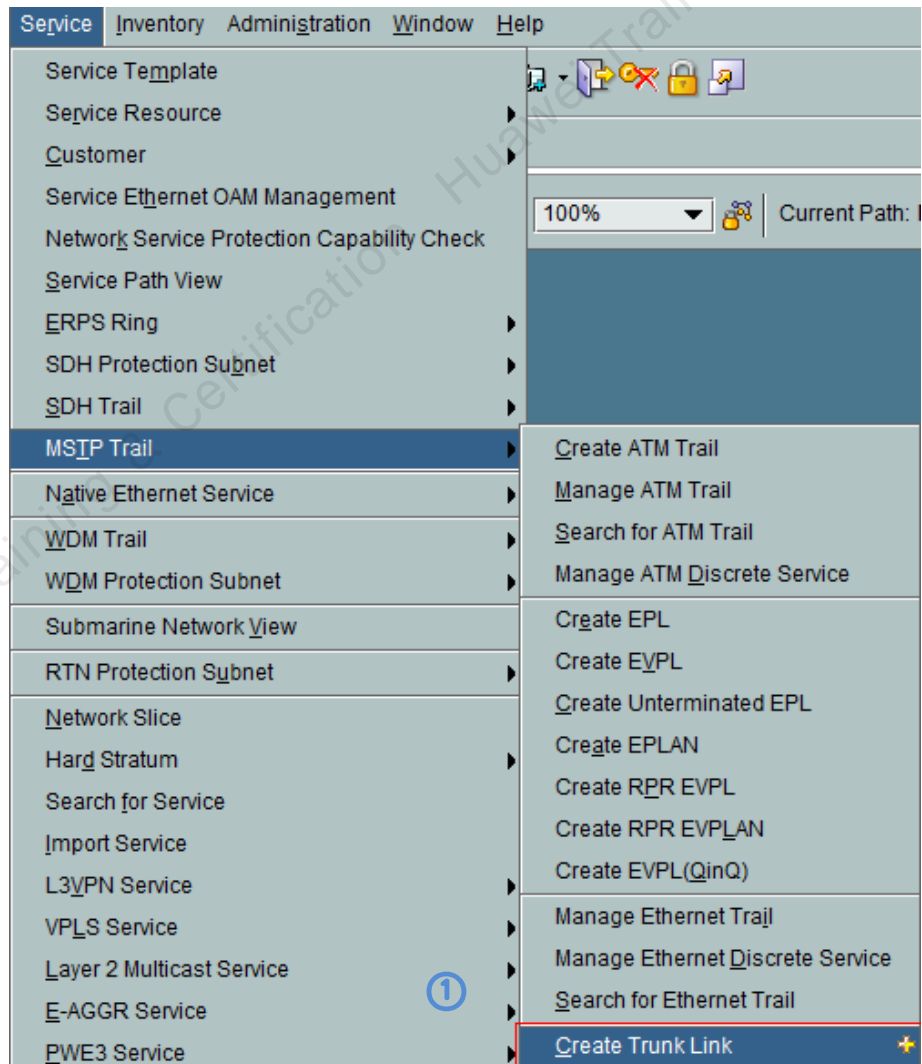 Service Inventory Administration Window Help
Service Template
Service Resource
Customer
Service Ethernet OAM Management
Network Service Protection Capability Check
Service Path View
ERPS Ring
SDH Protection Subnet
SDH Trail
MSTP Trail
Native Ethernet Service
WDM Trail
WDM Protection Subnet
Submarine Network View
RTN Protection Subnet
Network Slice
Hard Stratum
Search for Service
Import Service
L3VPN Service
VPLS Service
Layer 2 Multicast Service
E-AGGR Service
PWE3 Service
100% Current Path:
Create ATM Trail
Manage ATM Trail
Search for ATM Trail
Manage ATM Discrete Service
Create EPL
Create EVPL
Create Unterminated EPL
Create EPLAN
Create RPR EVPL
Create RPR EVPLAN
Create EVPL(QinQ)
Manage Ethernet Trail
Manage Ethernet Discrete Service
Search for Ethernet Trail
Create Trunk Link
①